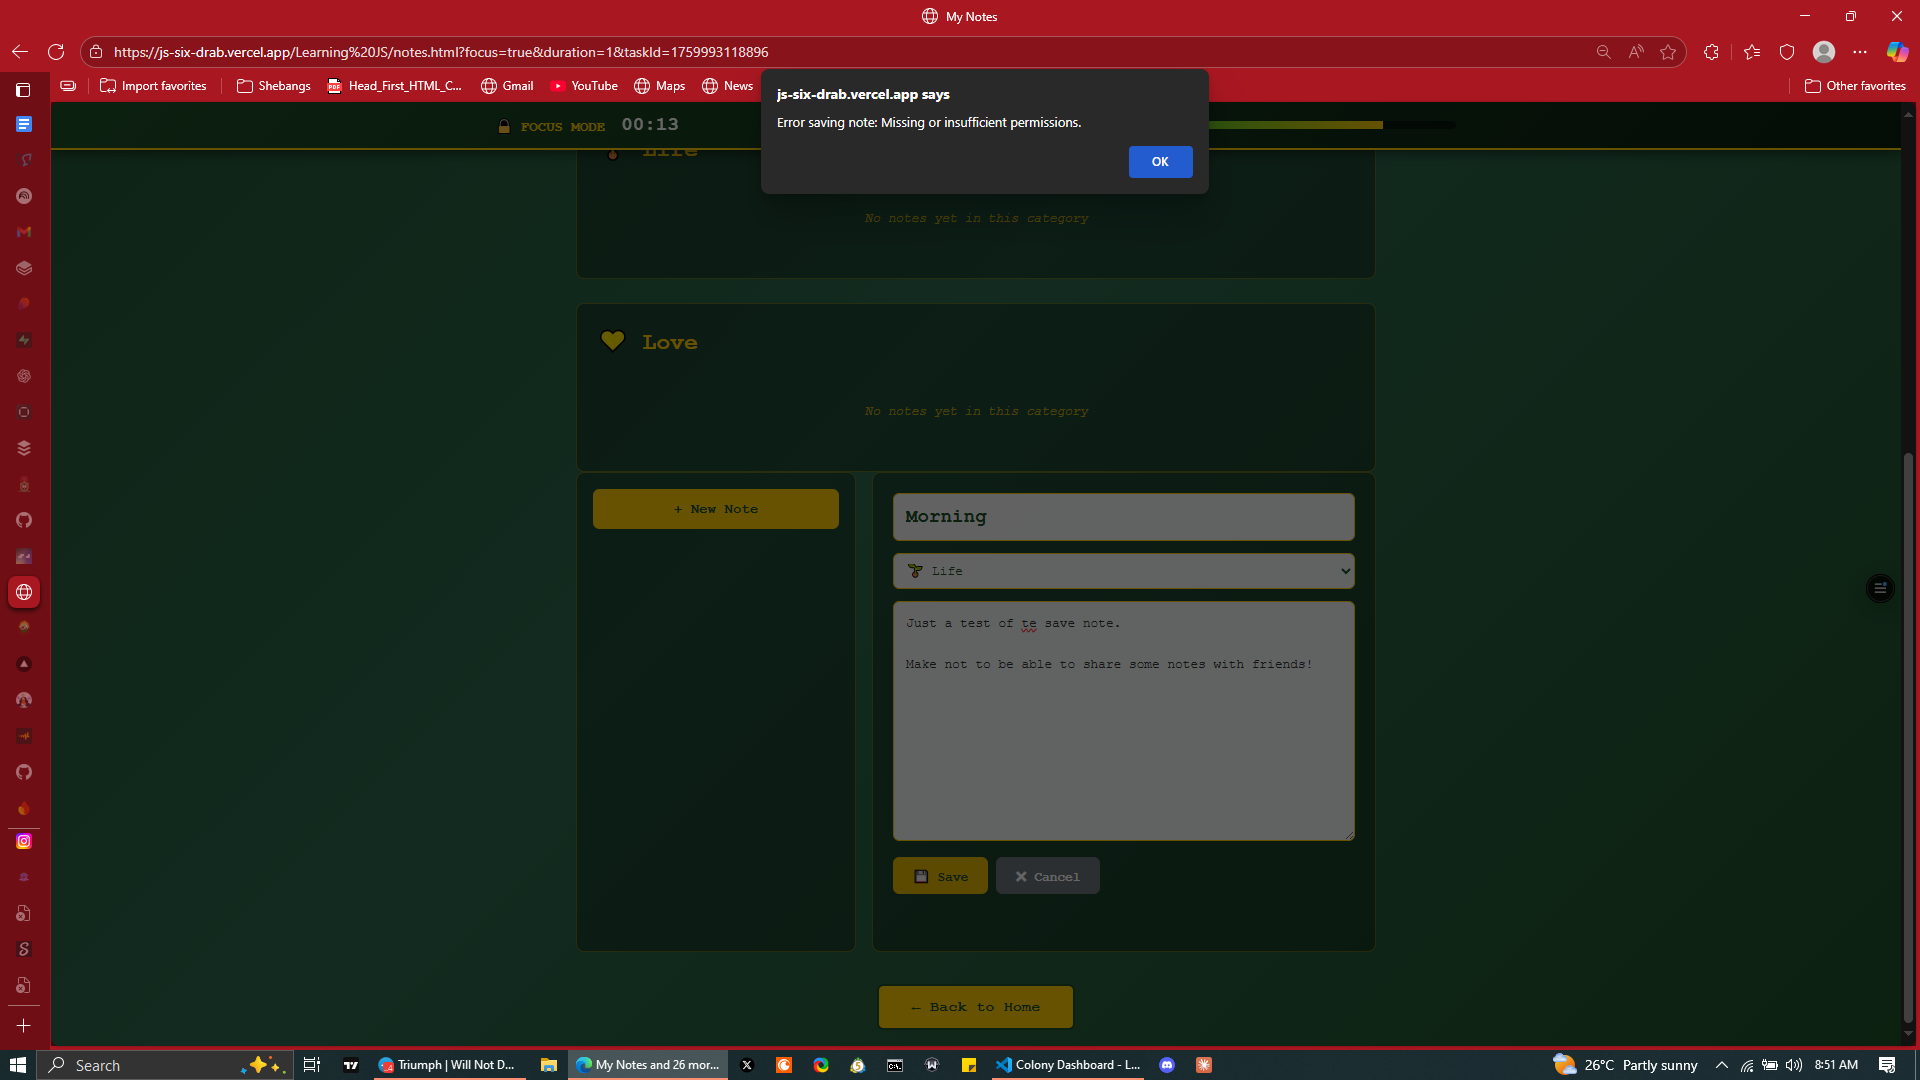 My Notes
https://js-six-drab.vercel.app/Learning%20JS/notes.html?focus=true&duration=1&taskId=1759993118896
Import favorites
Shebangs
Head_First_HTML_C...
Gmail
YouTube
Maps
News
Other favorites
js-six-drab.vercel.app says
Error saving note: Missing or insufficient permissions.
OK
FOCUS MODE 00:13
Life
No notes yet in this category
Love
No notes yet in this category
+ New Note
Morning
Life
Just a test of te save note.
Make not to be able to share some notes with friends!
Save
Cancel
← Back to Home
Search
Triumph | Will Not D...
My Notes and 26 mor...
Colony Dashboard - L...
26°C Partly sunny
8:51 AM